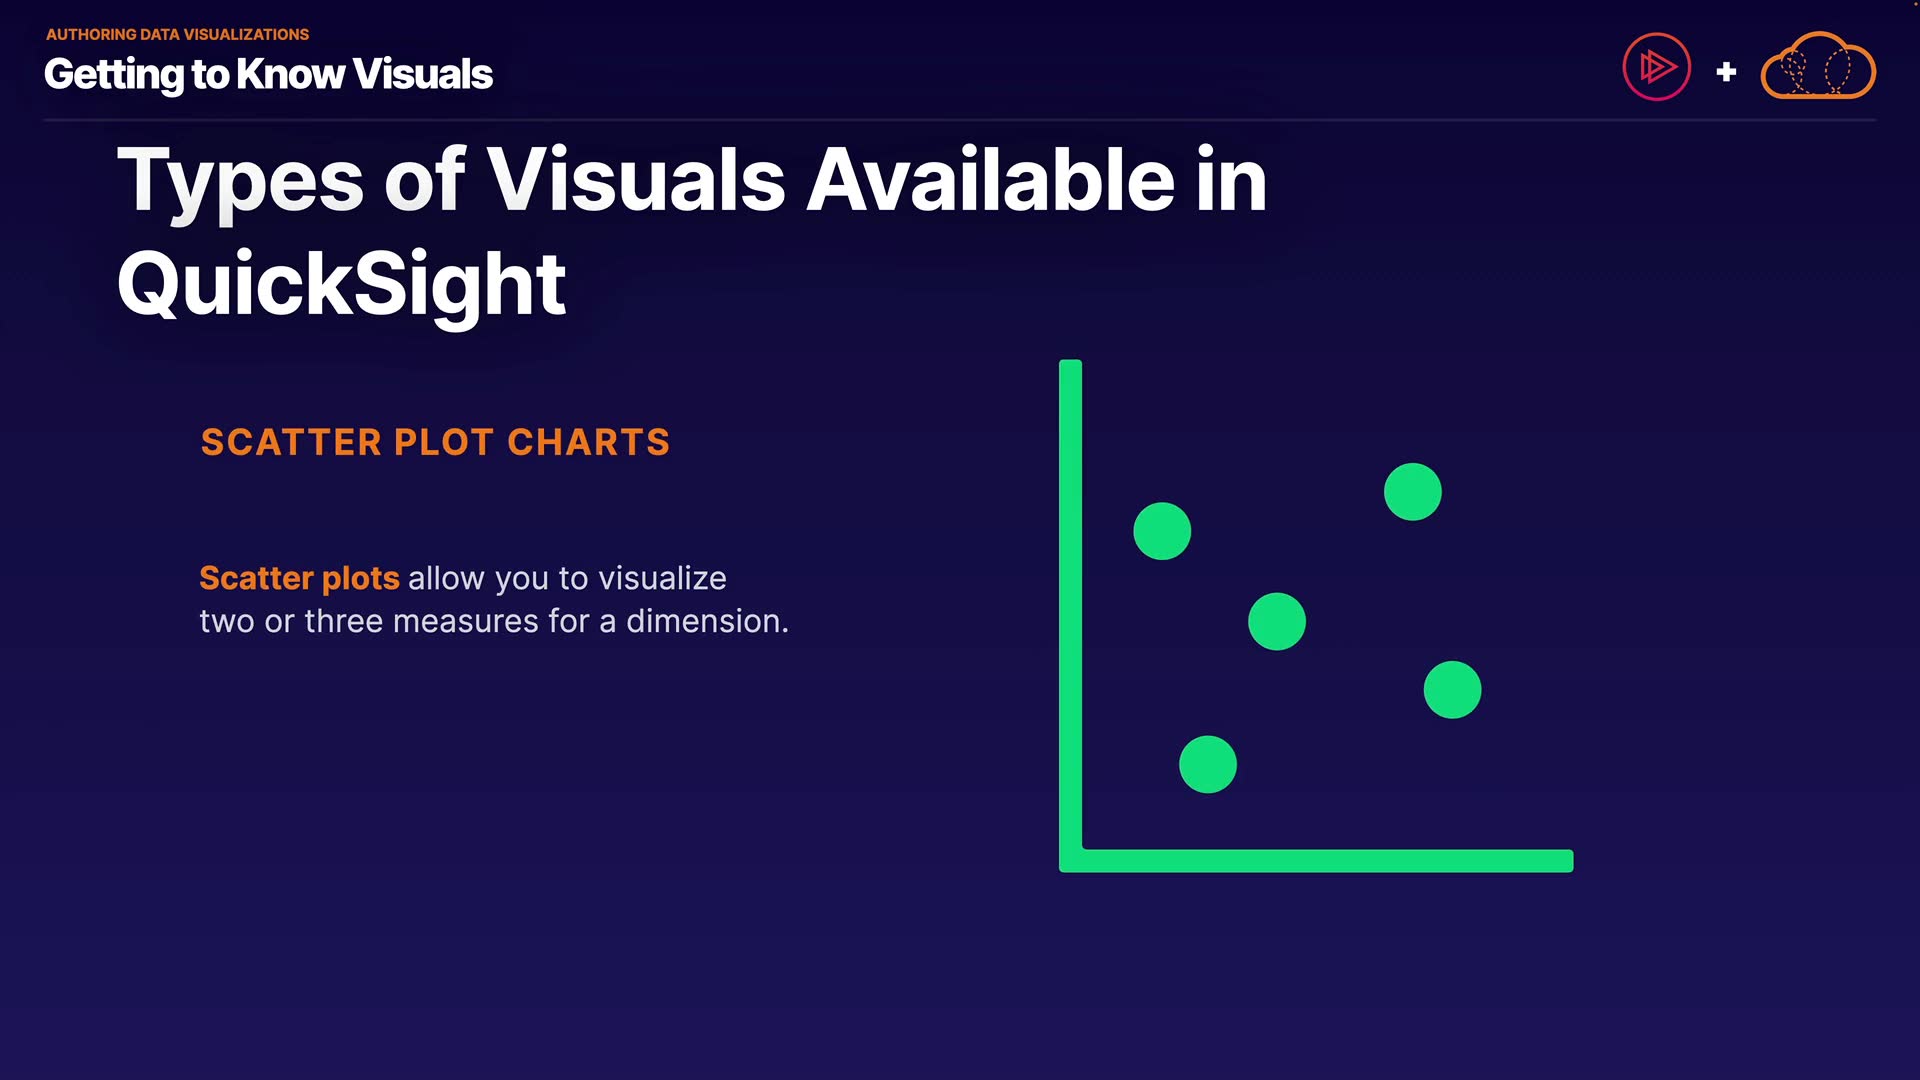 AUTHORING DATA VISUALIZATIONS
Getting to Know Visuals
+
Types of Visuals Available in
QuickSight
SCATTER PLOT CHARTS
Scatter plots allow you to visualize
two or three measures for a dimension.